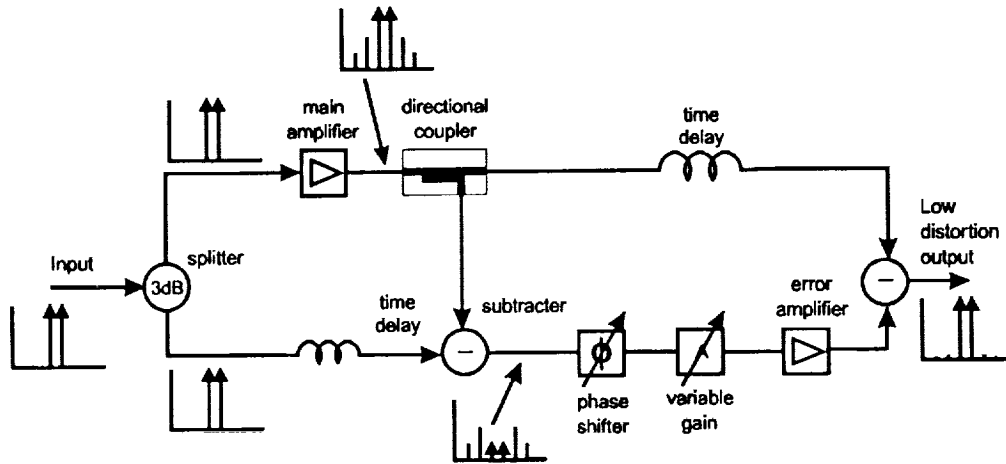 main
amplifier
directional
coupler
time
delay
Input
3dB
splitter
time
delay
subtracter
−
ϕ
phase
shifter
variable
gain
error
amplifier
−
Low
distortion
output